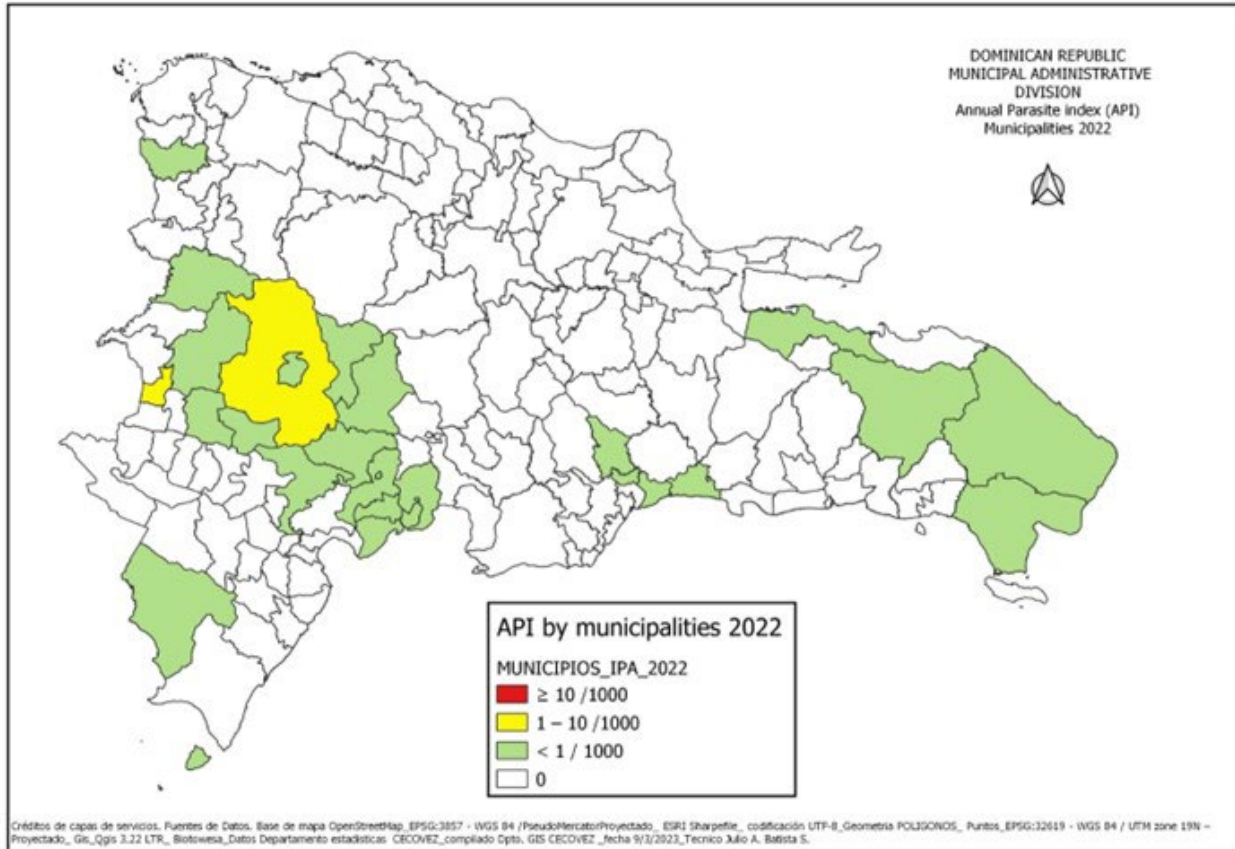 DOMINICAN REPUBLIC
MUNICIPAL ADMINISTRATIVE
DIVISION
Annual Parasite index (API)
Municipalities 2022
API by municipalities 2022
MUNICIPIOS_IPA_2022
≥ 10 /1000
1 – 10 /1000
< 1 / 1000
0
Créditos de capas de servicios. Fuentes de Datos. Base de mapa OpenStreetMap_EPSG:3857 - WGS 84 /PseudoMercatorProyectado_ ESRI Sharpefile_ codificación UTF-8_Geometria POLIGONOS_ Puntos_EPSG:32619 - WGS 84 / UTM zone 19N –
Proyectado_ Gis_Qgis 3.22 LTR_ Biotowesa_Datos Departamento estadisticas CECOVEZ_compilado Dpto. GIS CECOVEZ _fecha 9/3/2023_Tecnico Julio A. Batista S.